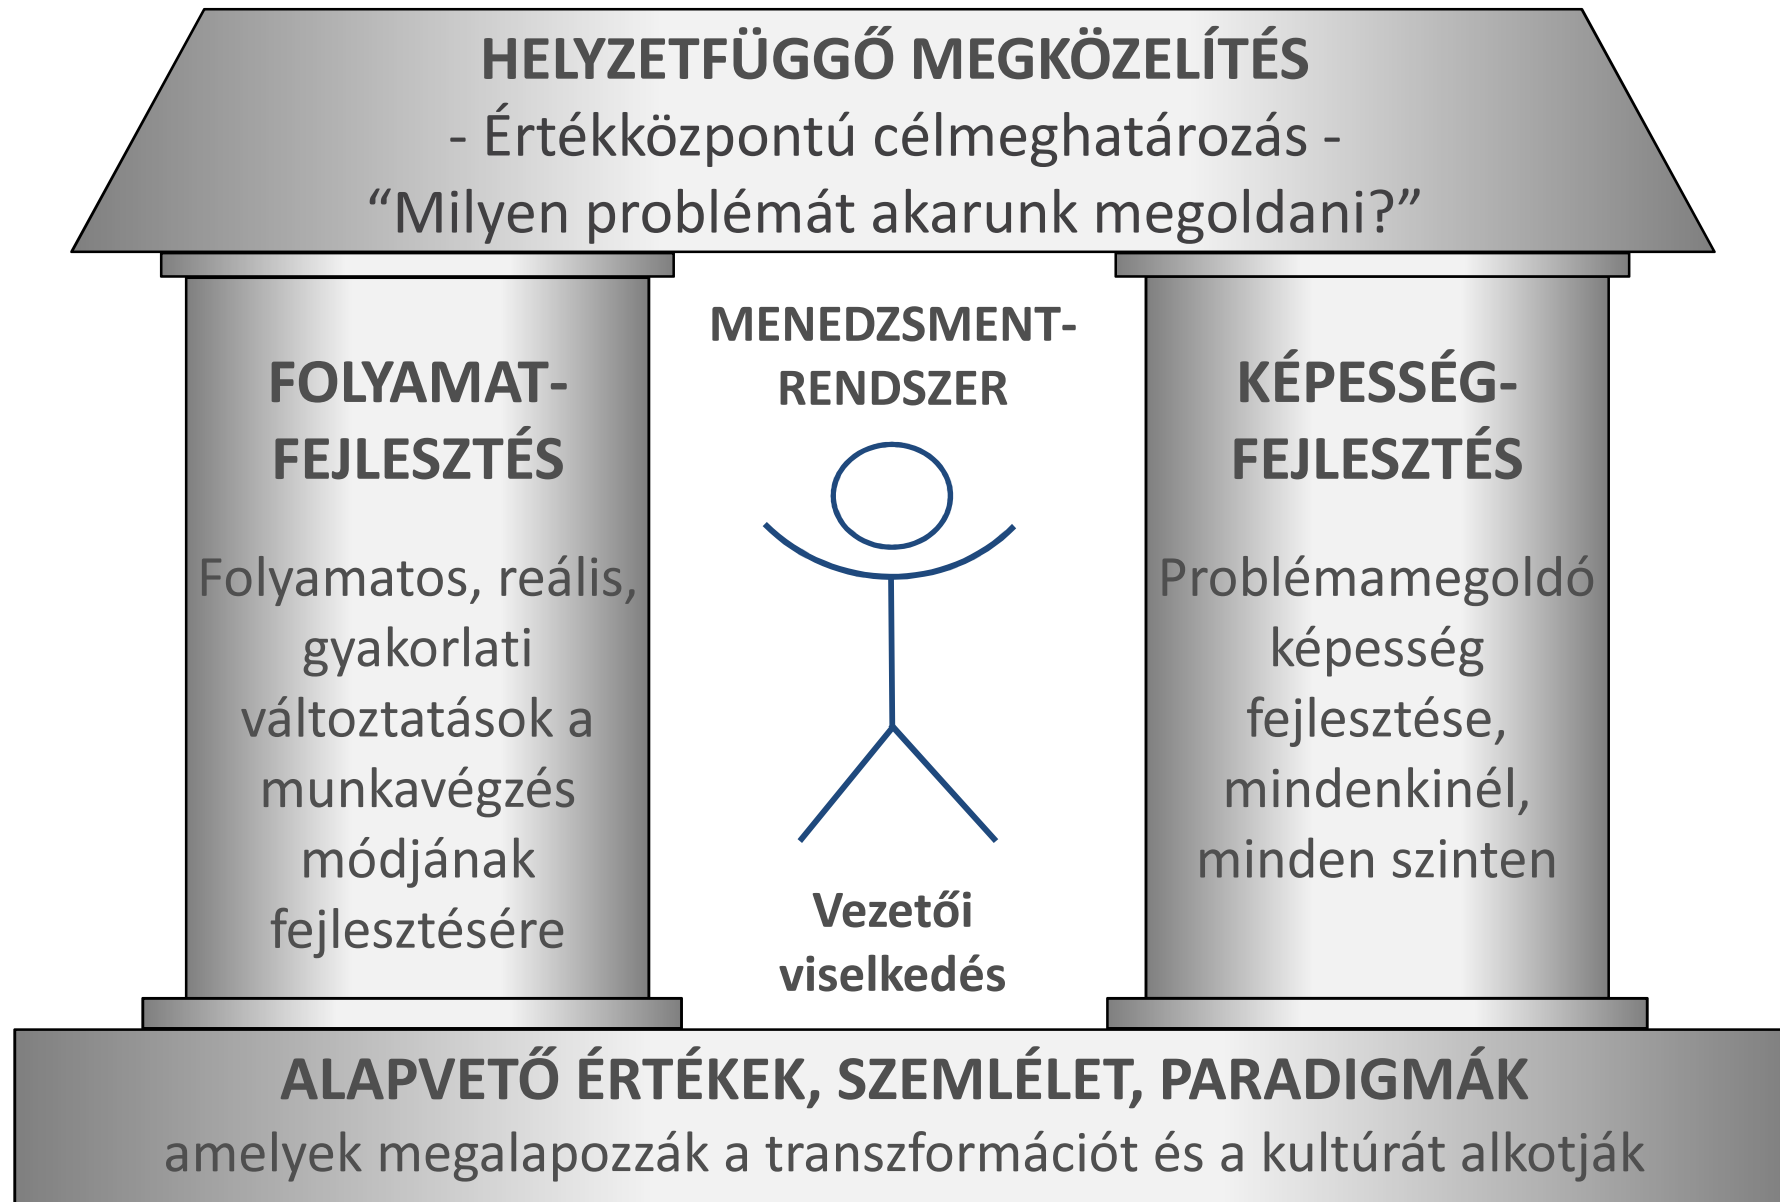 HELYZETFÜGGŐ MEGKÖZELÍTÉS
- Értékközpontú célmeghatározás -
“Milyen problémát akarunk megoldani?”
FOLYAMAT-
FEJLESZTÉS
Folyamatos, reális,
gyakorlati
változtatások a
munkavégzés
módjának
fejlesztésére
MENEDZSMENT-
RENDSZER
Vezetői
viselkedés
KÉPESSÉG-
FEJLESZTÉS
Problémamegoldó
képesség
fejlesztése,
mindenkinél,
minden szinten
ALAPVETŐ ÉRTÉKEK, SZEMLÉLET, PARADIGMÁK
amelyek megalapozzák a transzformációt és a kultúrát alkotják